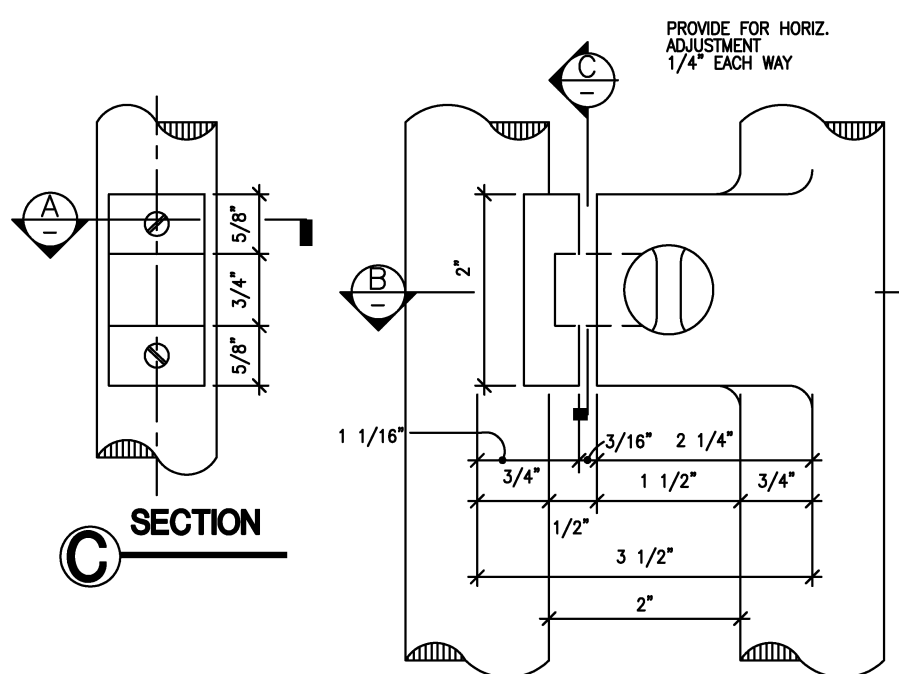 PROVIDE FOR HORIZ.
ADJUSTMENT
1/4" EACH WAY
C
-
A
-
5/8"
3/4"
5/8"
B
-
2"
1 1/16"
3/16"
2 1/4"
3/4"
1 1/2"
3/4"
1/2"
3 1/2"
2"
SECTION
C